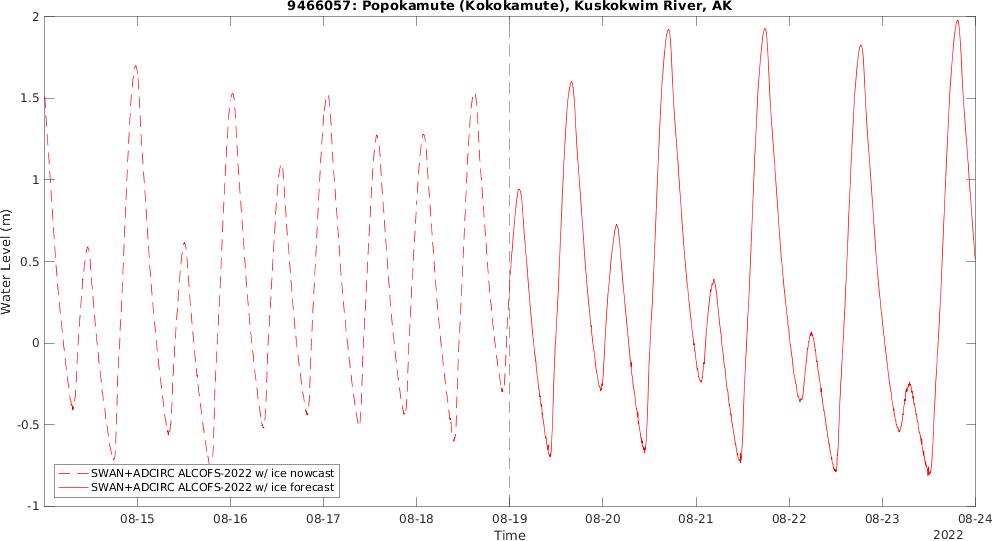 9466057: Popokamute (Kokokamute), Kuskokwim River, AK
2
1.5
1
0.5
0
-0.5
-1
Water Level (m)
SWAN+ADCIRC ALCOFS-2022 w/ ice nowcast
SWAN+ADCIRC ALCOFS-2022 w/ ice forecast
08-15 08-16 08-17 08-18 08-19 08-20 08-21 08-22 08-23 08-24
Time
2022